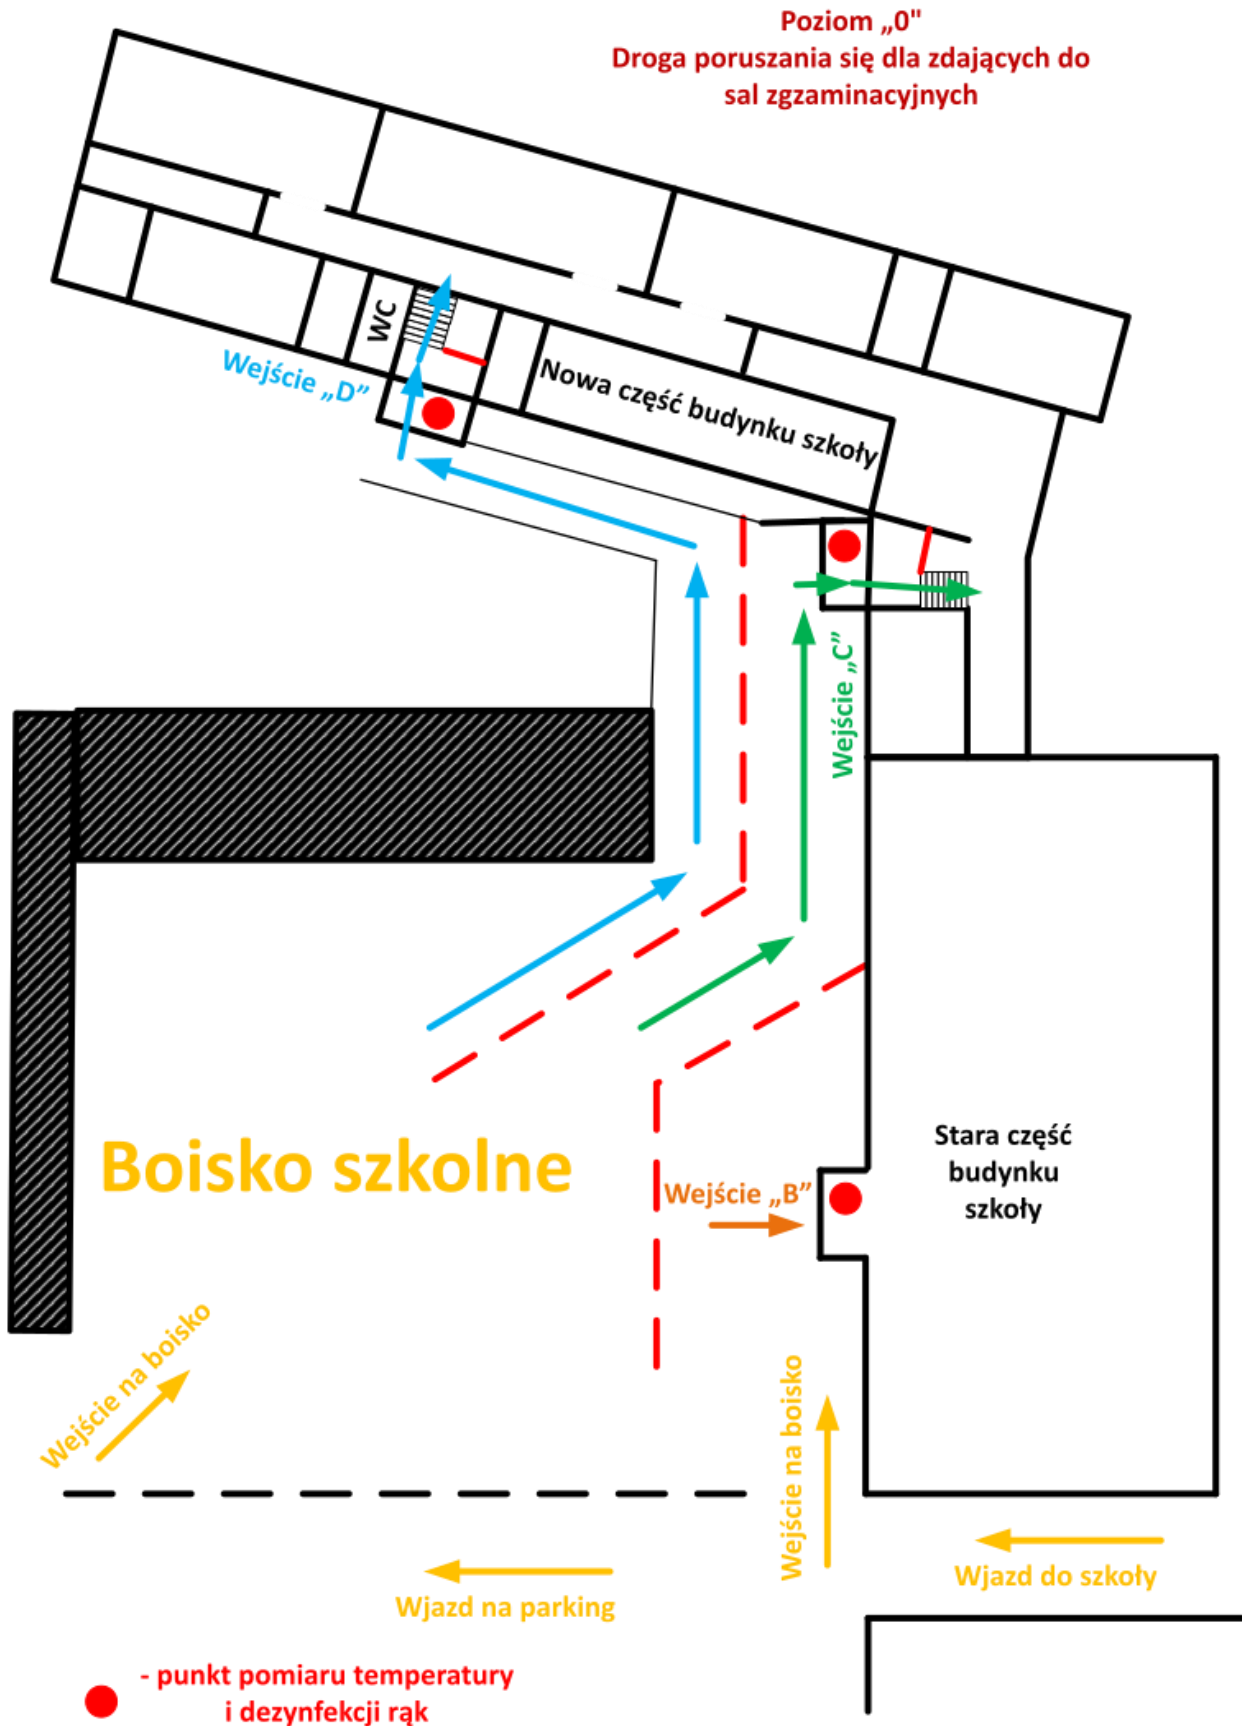 Poziom „0"
Droga poruszania się dla zdających do
sal zgzaminacyjnych
WC
Wejście „D”
Nowa część budynku szkoły
Wejście „C”
Boisko szkolne
Stara część
budynku
szkoły
Wejście „B”
Wejście na boisko
Wejście na boisko
Wjazd do szkoły
Wjazd na parking
- punkt pomiaru temperatury
i dezynfekcji rąk